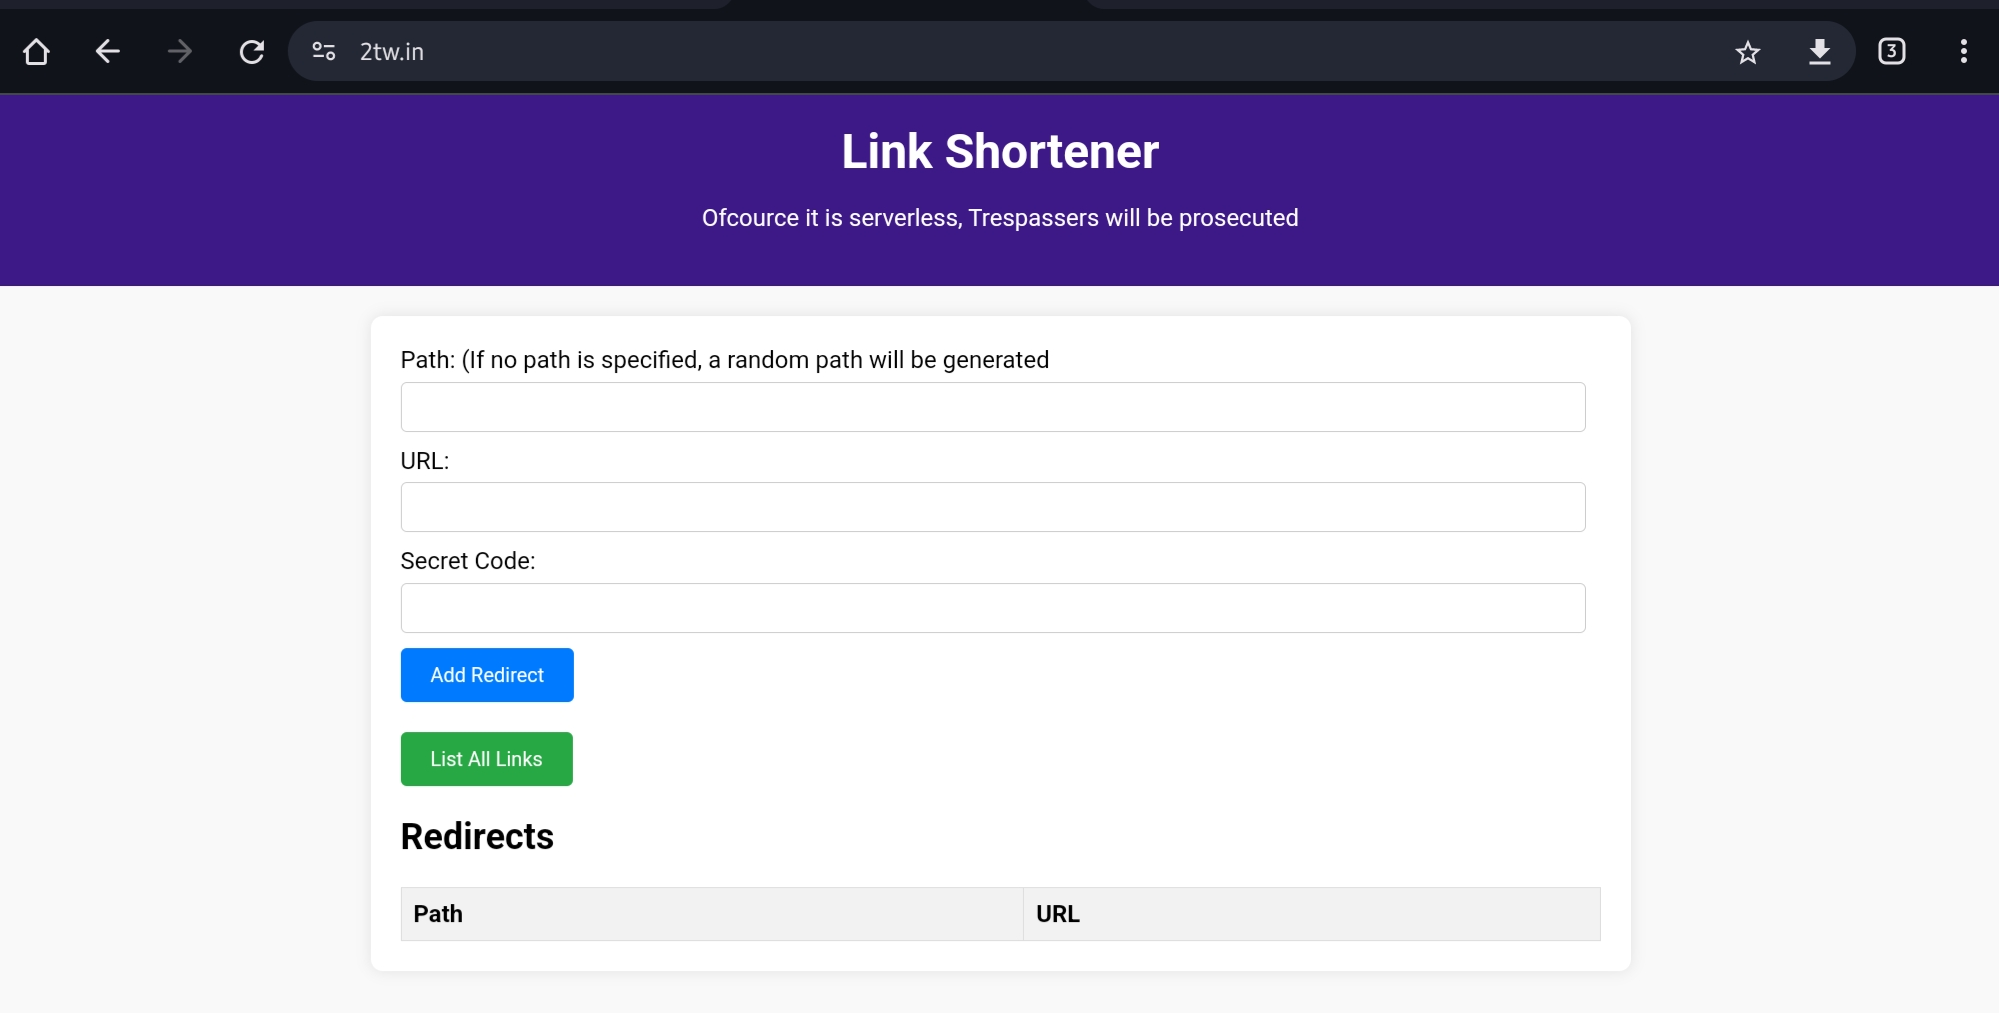 2tw.in
3
Link Shortener
Ofcource it is serverless, Trespassers will be prosecuted
Path: (If no path is specified, a random path will be generated
URL:
Secret Code:
Add Redirect
List All Links
Redirects
Path URL